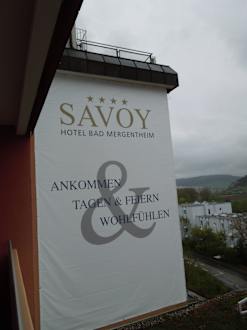 SAVOY
HOTEL BAD MERGENTHEIM
ANKOMMEN
&
TAGEN & FEIERN
WOHLFÜHLEN